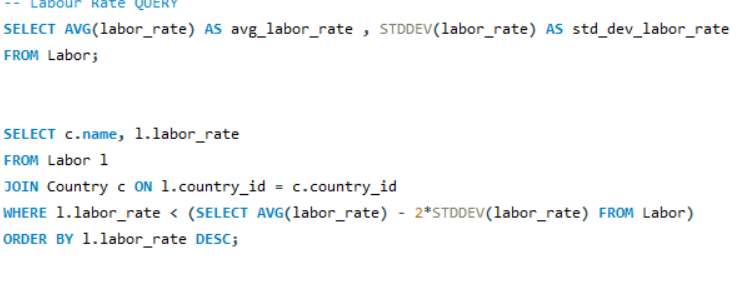 -- Labour Rate QUERY
SELECT AVG(labor_rate) AS avg_labor_rate , STDDEV(labor_rate) AS std_dev_labor_rate
FROM Labor;
SELECT c.name, l.labor_rate
FROM Labor l
JOIN Country c ON l.country_id = c.country_id
WHERE l.labor_rate < (SELECT AVG(labor_rate) - 2*STDDEV(labor_rate) FROM Labor)
ORDER BY l.labor_rate DESC;